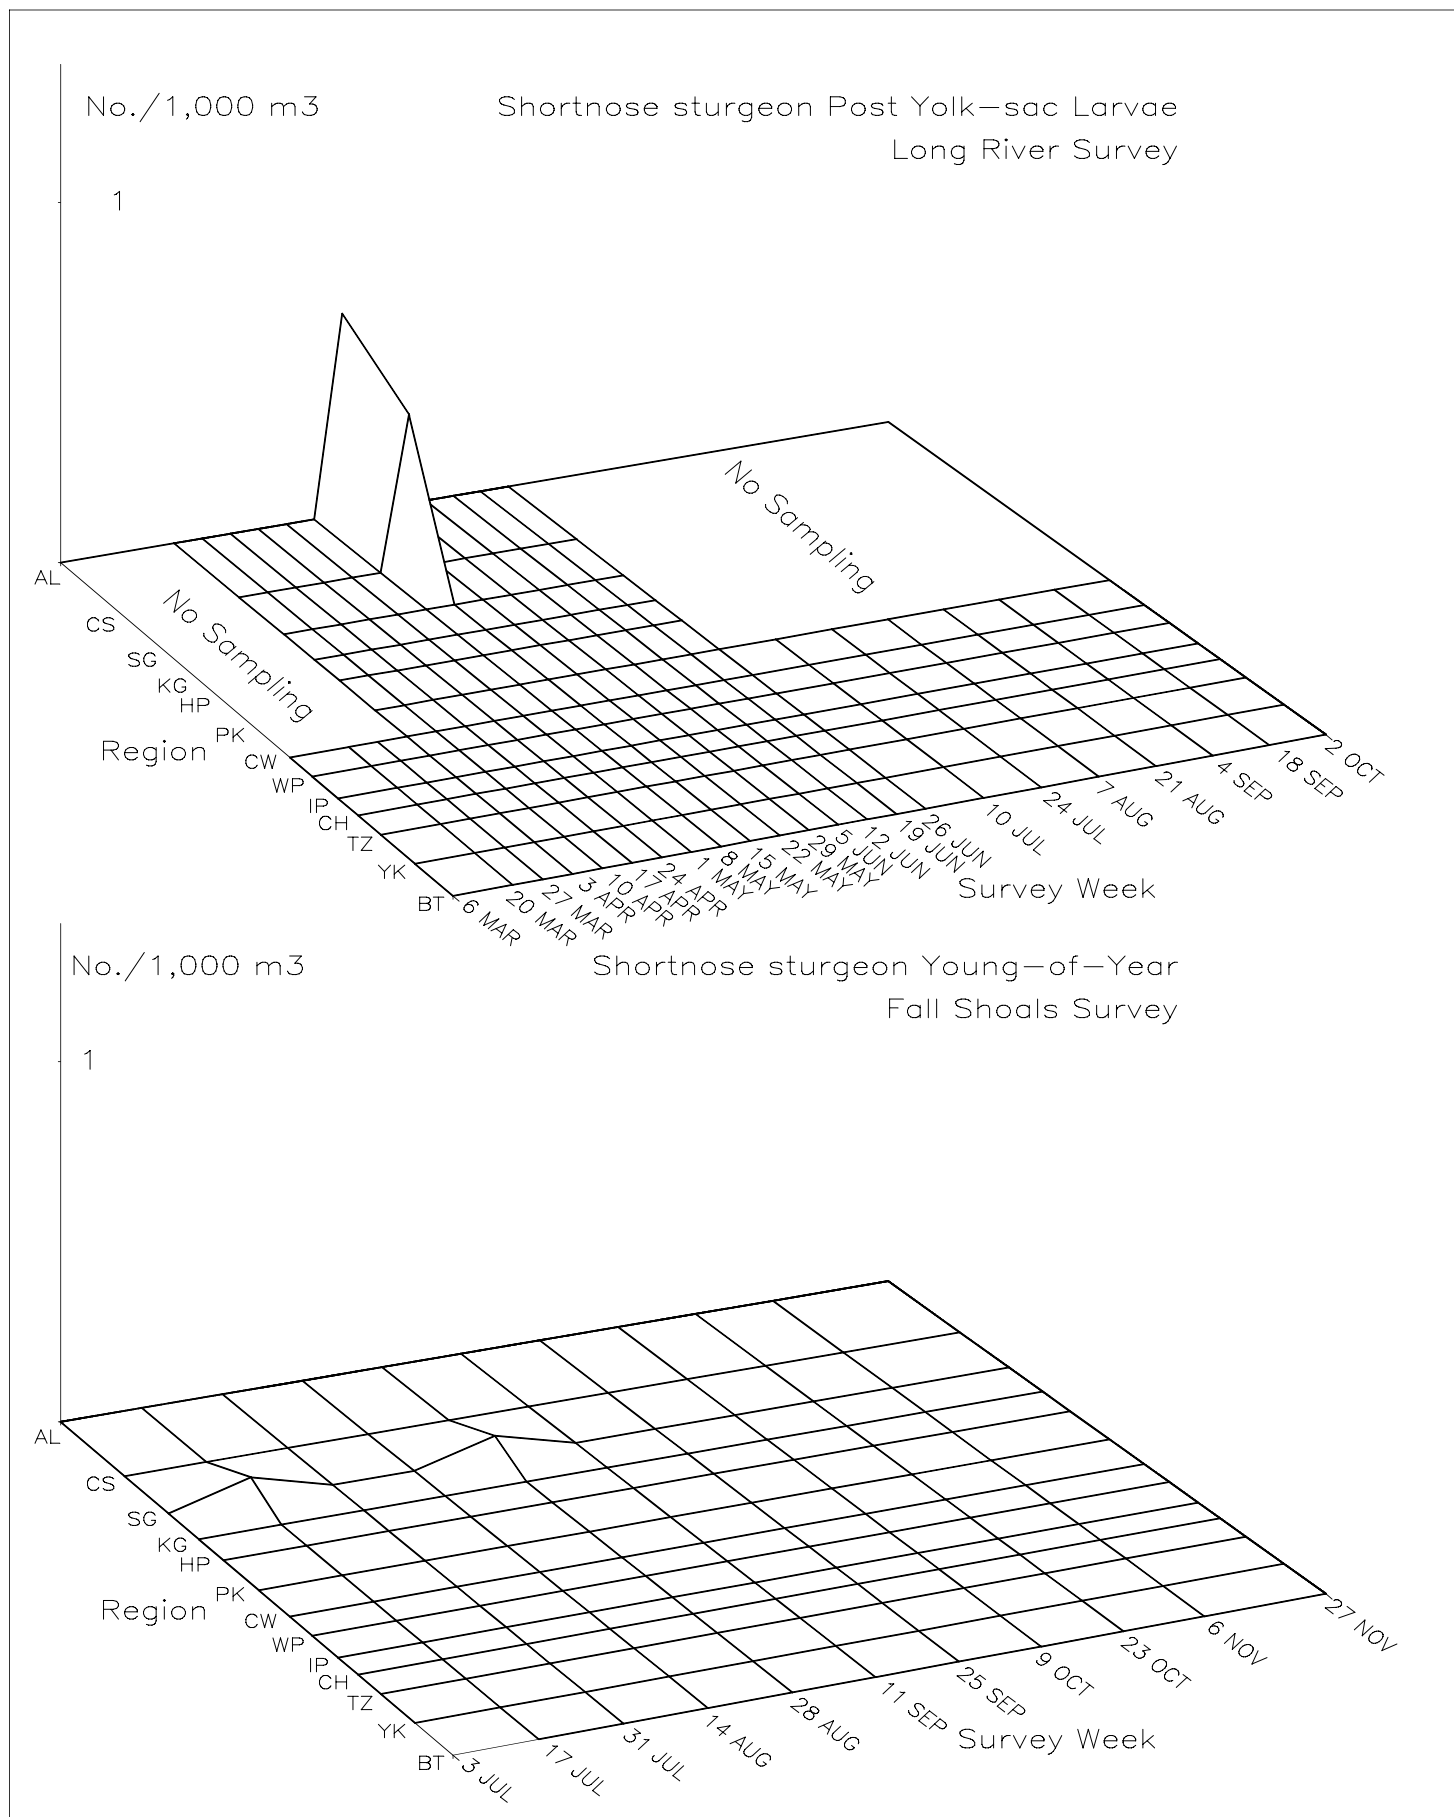 No./1,000 m3
Shortnose sturgeon Post Yolk-sac Larvae
Long River Survey
1
No Sampling
No Sampling
AL
CS
SG
KG
HP
PK
CW
WP
IP
CH
TZ
YK
BT
Region
6 MAR
20 MAR
27 MAR
3 APR
10 APR
17 APR
24 APR
1 MAY
8 MAY
15 MAY
22 MAY
29 MAY
5 JUN
12 JUN
19 JUN
26 JUN
10 JUL
24 JUL
7 AUG
21 AUG
4 SEP
18 SEP
2 OCT
Survey Week
No./1,000 m3
Shortnose sturgeon Young-of-Year
Fall Shoals Survey
1
AL
CS
SG
KG
HP
PK
CW
WP
IP
CH
TZ
YK
BT
Region
3 JUL
17 JUL
31 JUL
14 AUG
28 AUG
11 SEP
25 SEP
9 OCT
23 OCT
6 NOV
27 NOV
Survey Week